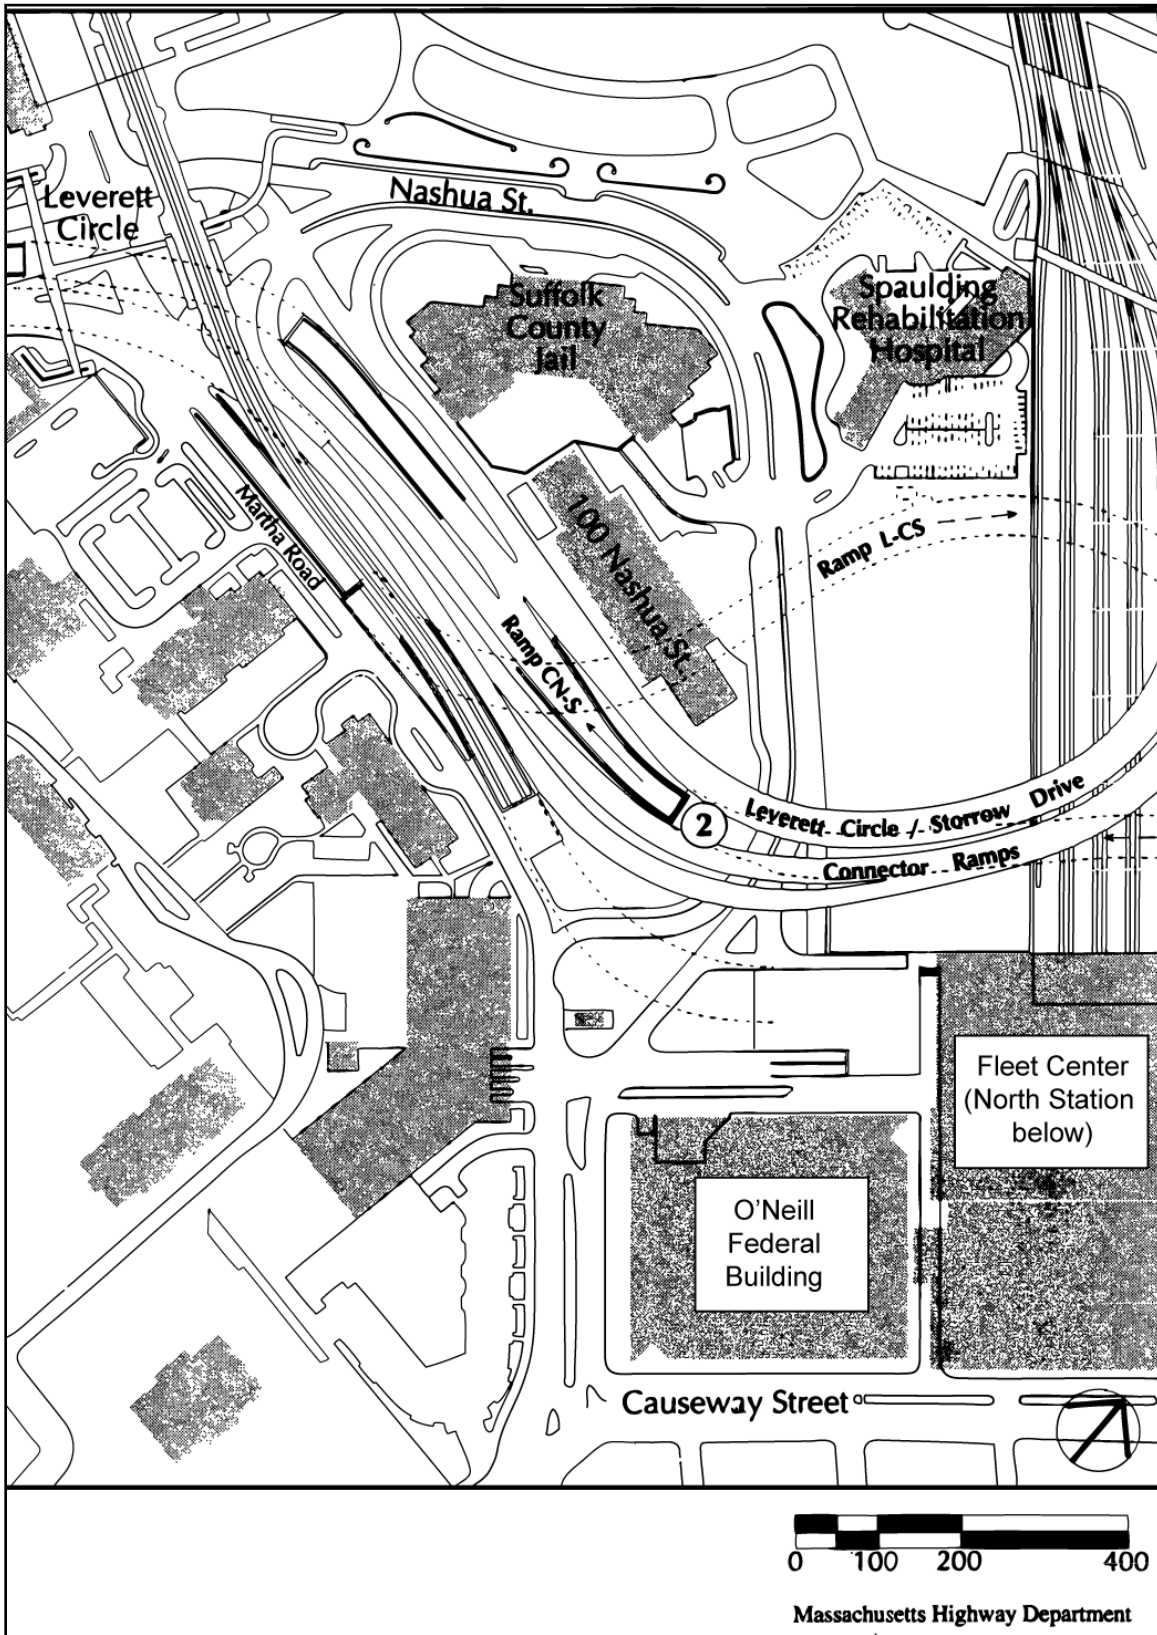 Leverett
Circle
Nashua St.
Suffolk
County
Jail
Spaulding
Rehabilitation
Hospital
Martha Road
100 Nashua St.
Ramp L-CS
Ramp CN-S
2
Leverett Circle / Storrow Drive
Connector Ramps
Fleet Center
(North Station
below)
O'Neill
Federal
Building
Causeway Street
0 100 200 400
Massachusetts Highway Department